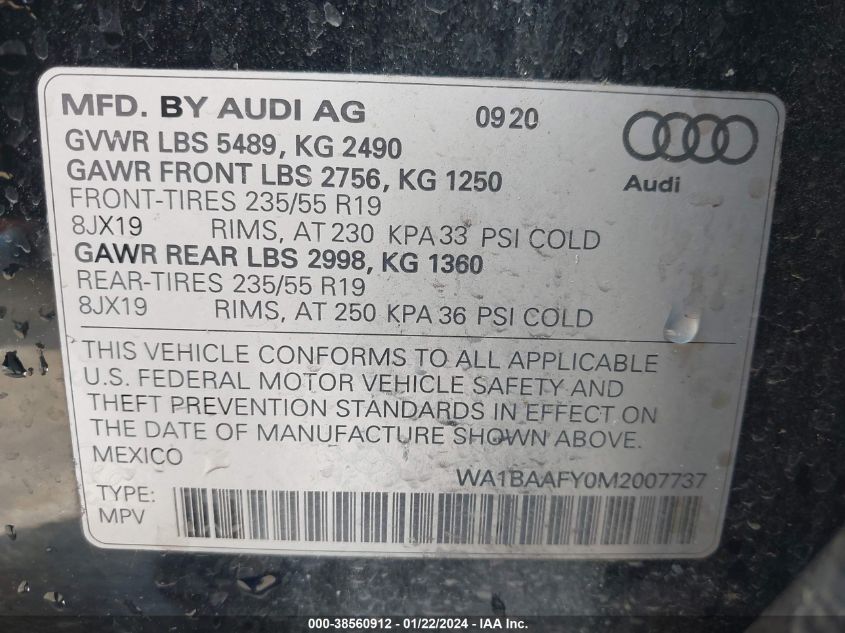 MFD. BY AUDI AG 0920
GVWR LBS 5489, KG 2490
GAWR FRONT LBS 2756, KG 1250
Audi
FRONT-TIRES 235/55 R19
8JX19 RIMS, AT 230 KPA 33 PSI COLD
GAWR REAR LBS 2998, KG 1360
REAR-TIRES 235/55 R19
8JX19 RIMS, AT 250 KPA 36 PSI COLD
THIS VEHICLE CONFORMS TO ALL APPLICABLE
U.S. FEDERAL MOTOR VEHICLE SAFETY AND
THEFT PREVENTION STANDARDS IN EFFECT ON
THE DATE OF MANUFACTURE SHOWN ABOVE.
MEXICO
WA1BAAFY0M2007737
TYPE:
MPV
000-38560912 - 01/22/2024 - IAAI.COM